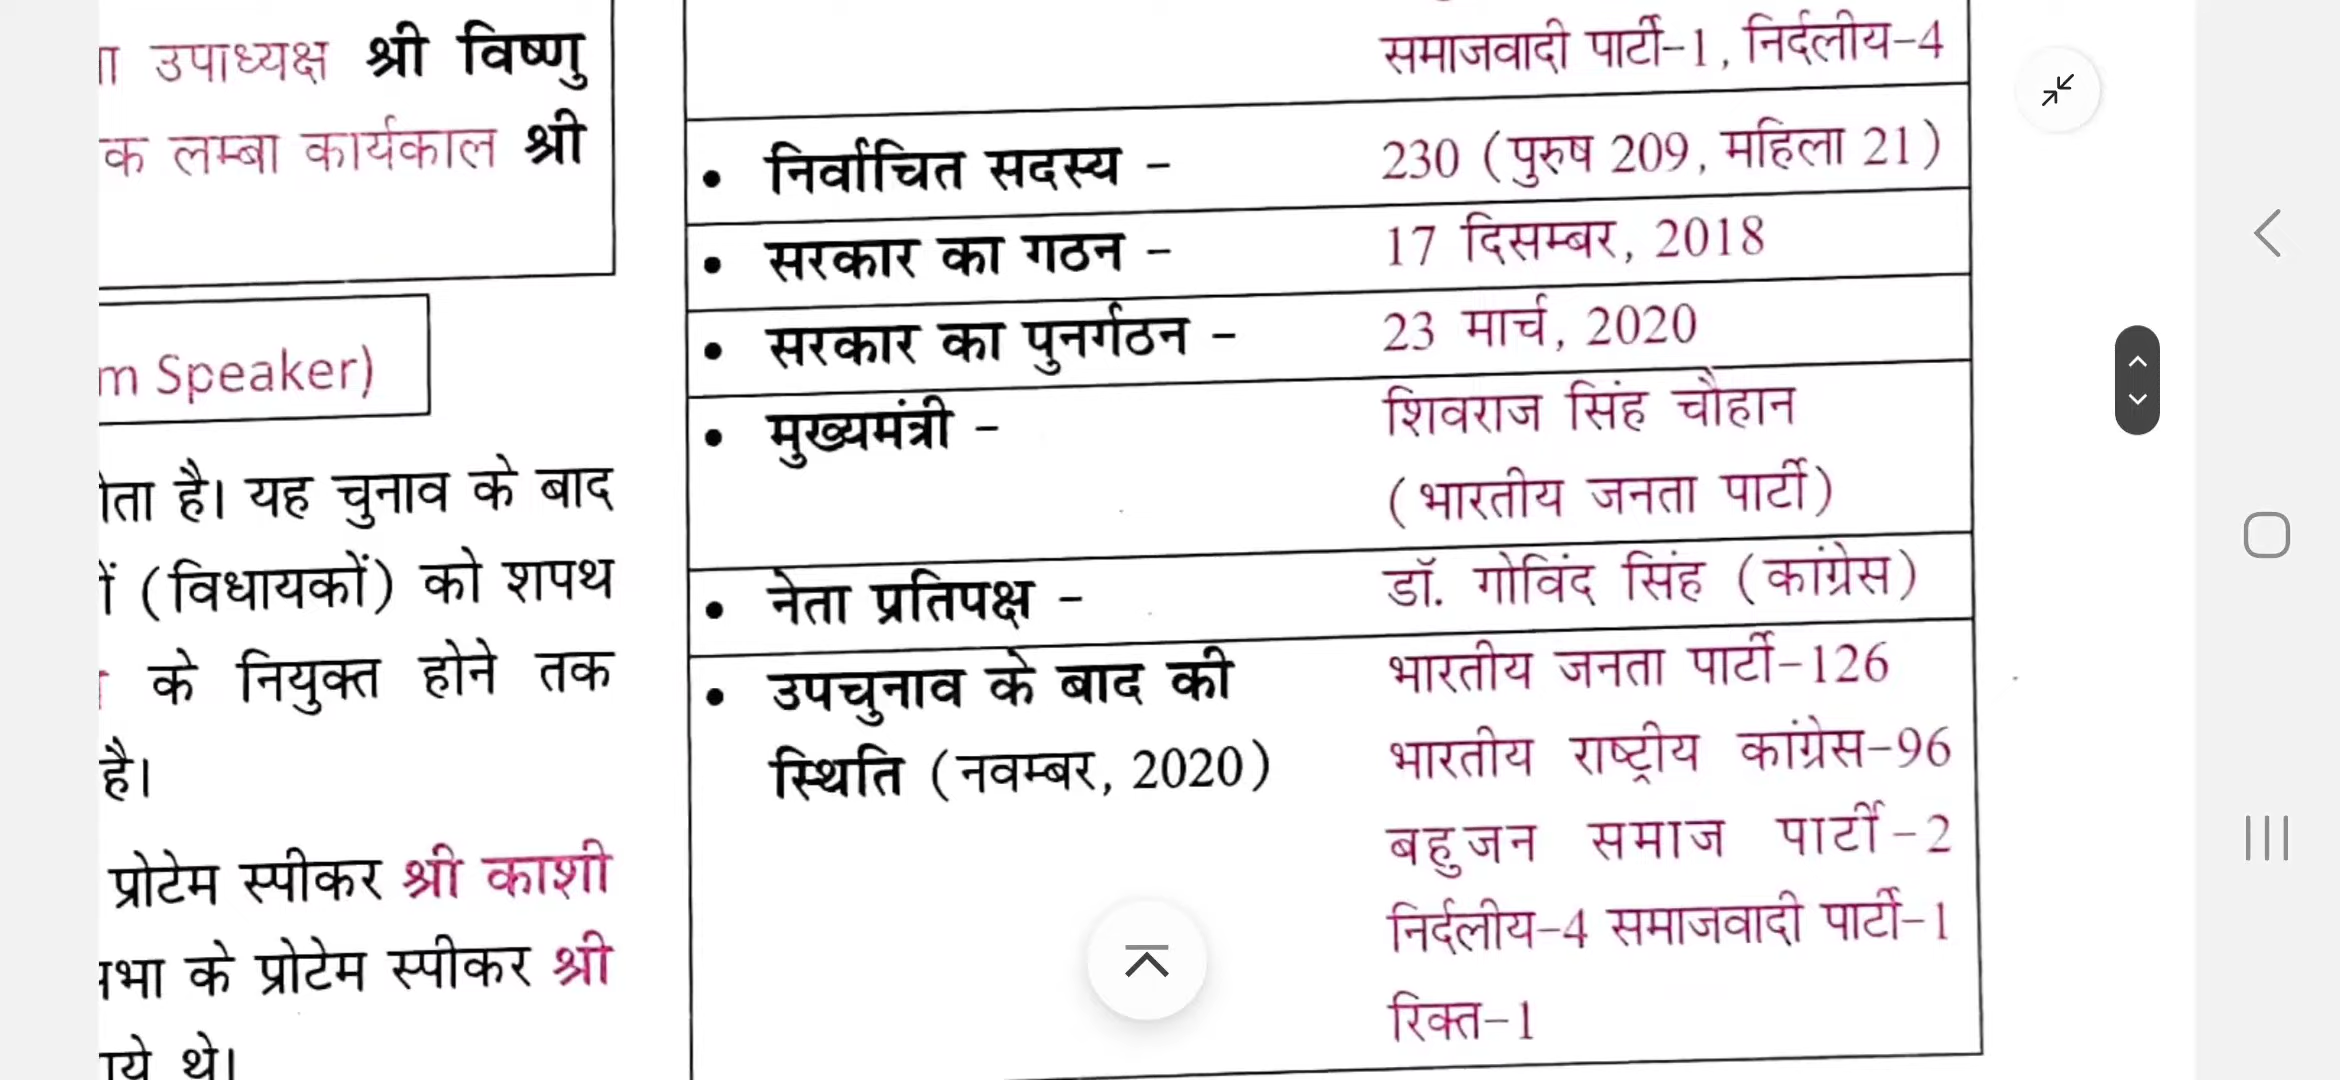 उपाध्यक्ष श्री विष्णु
क लम्बा कार्यकाल श्री
m Speaker)
है। यह चुनाव के बाद
(विधायकों) को शपथ
के नियुक्त होने तक
है।
प्रोटेम स्पीकर श्री काशी
के प्रोटेम स्पीकर श्री
थे।
समाजवादी पार्टी-1, निर्दलीय-4
• निर्वाचित सदस्य - 230 (पुरुष 209, महिला 21)
• सरकार का गठन - 17 दिसम्बर, 2018
• सरकार का पुनर्गठन - 23 मार्च, 2020
• मुख्यमंत्री - शिवराज सिंह चौहान
(भारतीय जनता पार्टी)
• नेता प्रतिपक्ष - डॉ. गोविंद सिंह (कांग्रेस)
• उपचुनाव के बाद की भारतीय जनता पार्टी-126
स्थिति (नवम्बर, 2020) भारतीय राष्ट्रीय कांग्रेस-96
बहुजन समाज पार्टी-2
निर्दलीय-4 समाजवादी पार्टी-1
रिक्त-1